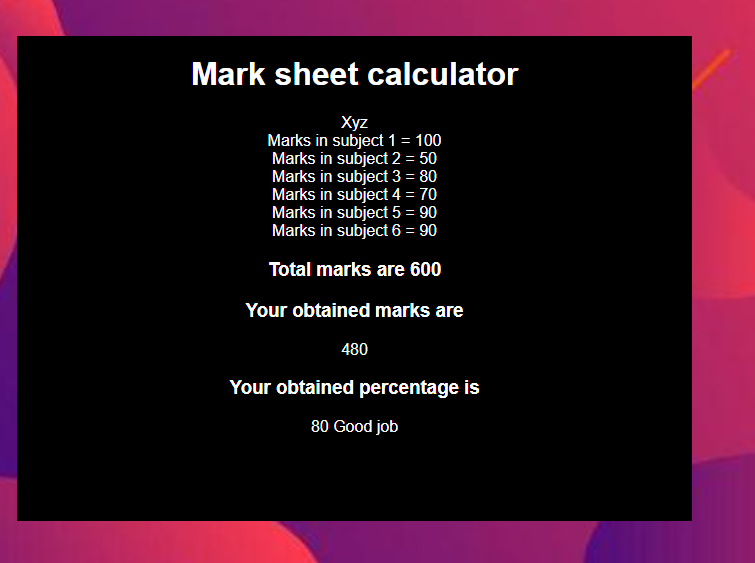 Mark sheet calculator
Xyz
Marks in subject 1 = 100
Marks in subject 2 = 50
Marks in subject 3 = 80
Marks in subject 4 = 70
Marks in subject 5 = 90
Marks in subject 6 = 90
Total marks are 600
Your obtained marks are
480
Your obtained percentage is
80 Good job